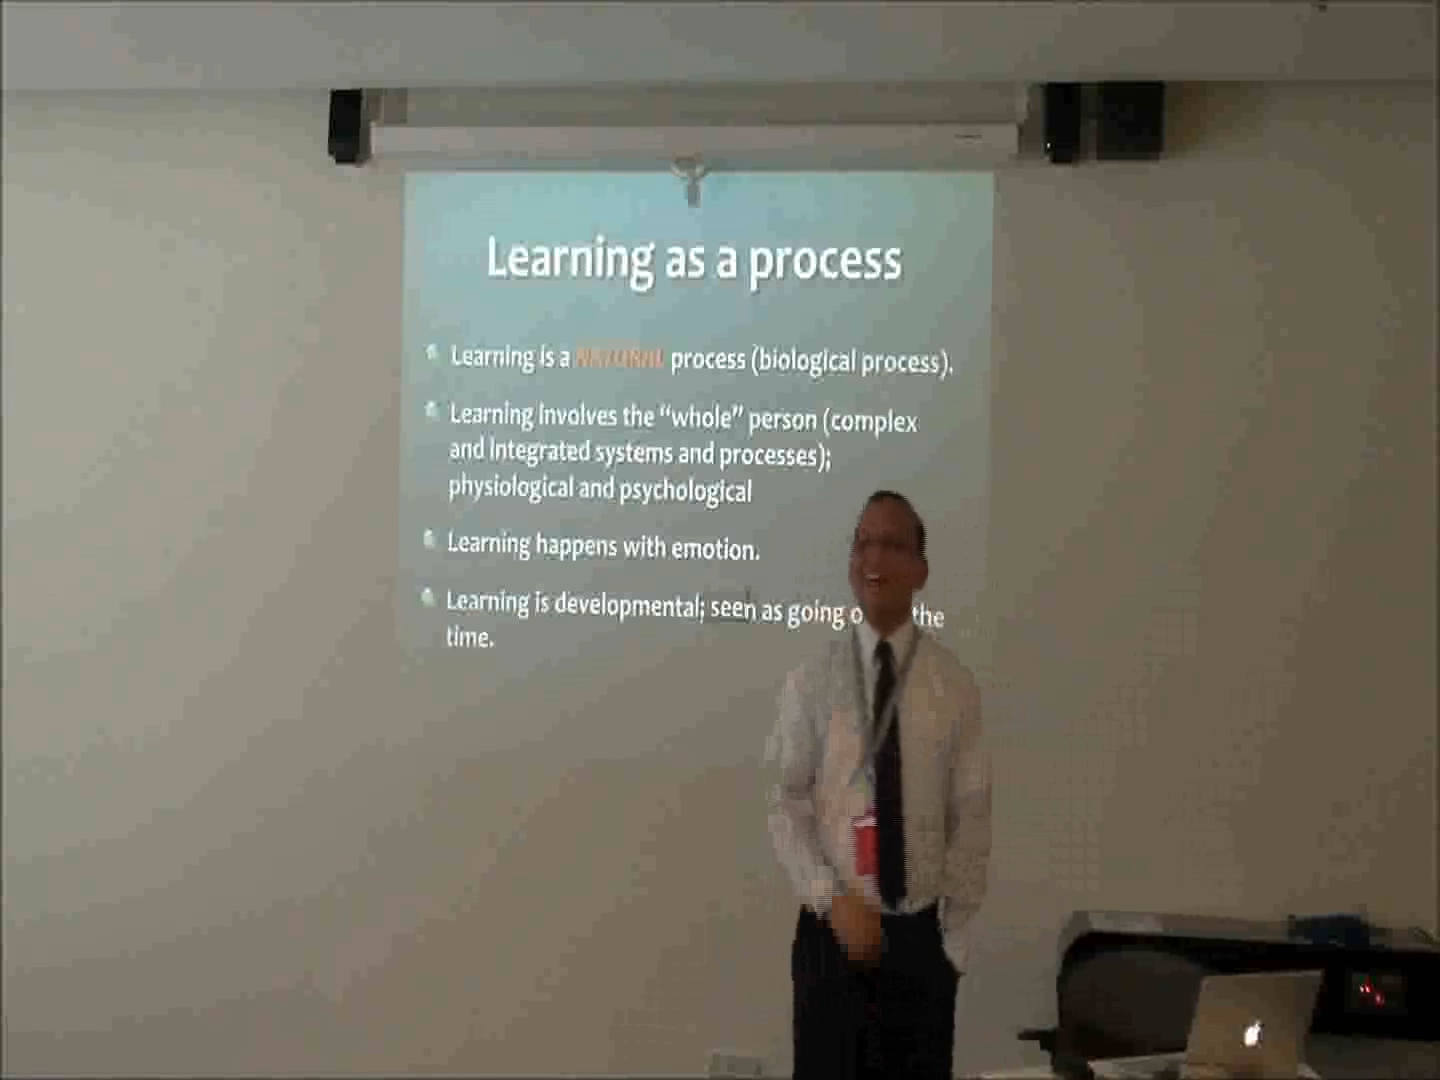 Learning as a process
Learning is a NATURAL process (biological process).
Learning involves the “whole” person (complex
and integrated systems and processes);
physiological and psychological
Learning happens with emotion.
Learning is developmental; seen as going the
time.